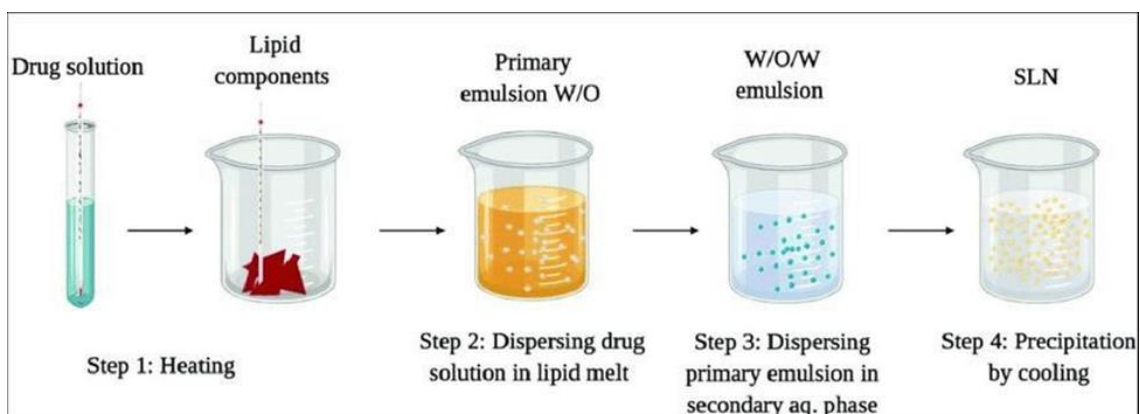 Drug solution
Lipid
components
Primary
emulsion W/O
W/O/W
emulsion
SLN
Step 1: Heating
Step 2: Dispersing drug
solution in lipid melt
Step 3: Dispersing
primary emulsion in
secondary aq. phase
Step 4: Precipitation
by cooling